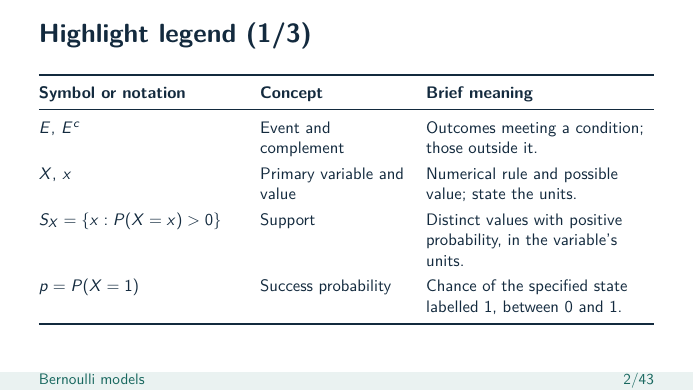 Highlight legend (1/3)
Symbol or notation Concept Brief meaning
E, Eᶜ Event and complement Outcomes meeting a condition; those outside it.
X, x Primary variable and value Numerical rule and possible value; state the units.
S_X = {x : P(X = x) > 0} Support Distinct values with positive probability, in the variable's units.
p = P(X = 1) Success probability Chance of the specified state labelled 1, between 0 and 1.
Bernoulli models 2/43